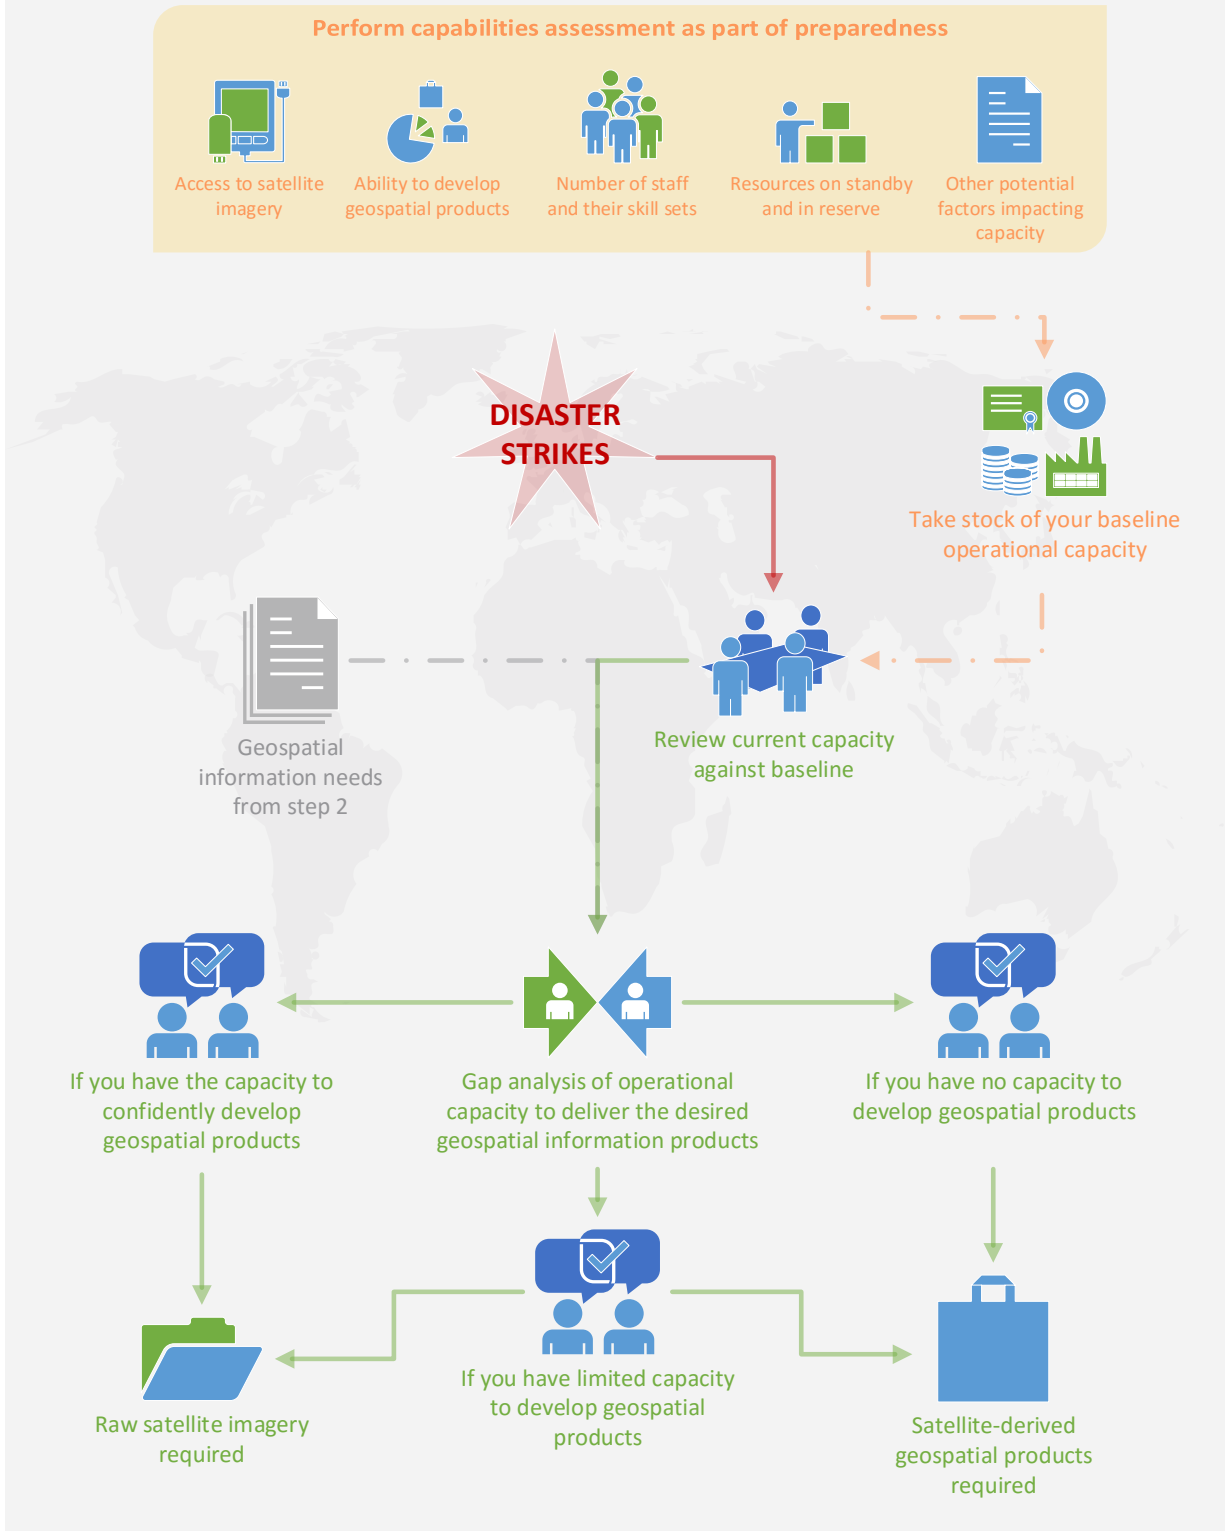 Perform capabilities assessment as part of preparedness
Access to satellite
imagery
Ability to develop
geospatial products
Number of staff
and their skill sets
Resources on standby
and in reserve
Other potential
factors impacting
capacity
DISASTER
STRIKES
Take stock of your baseline
operational capacity
Geospatial
information needs
from step 2
Review current capacity
against baseline
If you have the capacity to
confidently develop
geospatial products
Gap analysis of operational
capacity to deliver the desired
geospatial information products
If you have no capacity to
develop geospatial products
Raw satellite imagery
required
If you have limited capacity
to develop geospatial
products
Satellite-derived
geospatial products
required